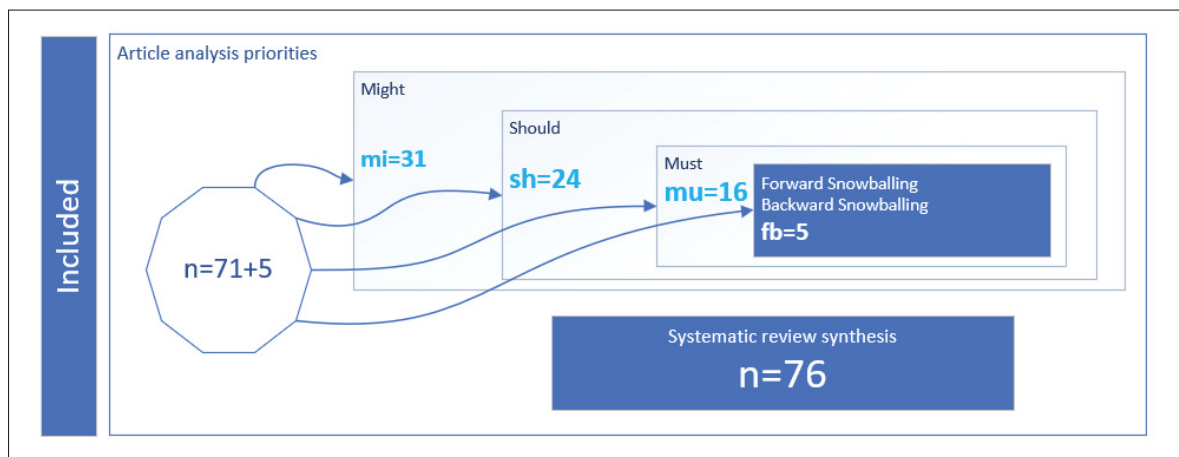 Included
Article analysis priorities
Might
mi=31
Should
sh=24
Must
mu=16
Forward Snowballing
Backward Snowballing
fb=5
n=71+5
Systematic review synthesis
n=76